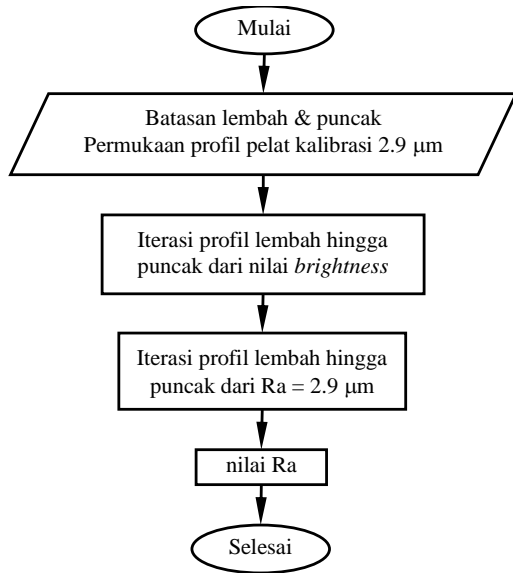 Mulai
Batasan lembah & puncak
Permukaan profil pelat kalibrasi 2.9 μm
Iterasi profil lembah hingga
puncak dari nilai brightness
Iterasi profil lembah hingga
puncak dari Ra = 2.9 μm
nilai Ra
Selesai